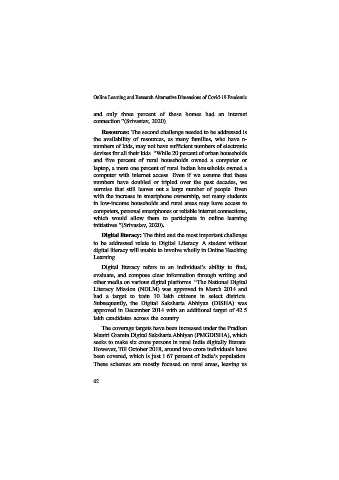 Online Learning and Research Alternative Dimensions of Covid-19 Pandemic
and only three percent of these homes had an internet
connection "(Srivastav, 2020)
Resources: The second challenge needed to be addressed is
the availability of resources, as many families, who have n-
numbers of kids, may not have sufficient numbers of electronic
devises for all their kids "While 20 percent of urban households
and five percent of rural households owned a computer or
laptop, a mere one percent of rural Indian households owned a
computer with internet access Even if we assume that these
numbers have doubled or tripled over the past decades, we
surmise that still leaves out a large number of people Even
with the increase in smartphone ownership, not many students
in low-income households and rural areas may have access to
computers, personal smartphones or reliable internet connections,
which would allow them to participate in online learning
initiatives "(Srivastav, 2020).
Digital literacy: The third and the most important challenge
to be addressed relate to Digital Literacy A student without
digital literacy will unable to involve wholly in Online Teaching
Learning
Digital literacy refers to an individual's ability to find,
evaluate, and compose clear information through writing and
other media on various digital platforms "The National Digital
Literacy Mission (NDLM) was approved in March 2014 and
had a target to train 10 lakh citizens in select districts
Subsequently, the Digital Saksharta Abhiyan (DISHA) was
approved in December 2014 with an additional target of 42 5
lakh candidates across the country
The coverage targets have been increased under the Pradhan
Mantri Gramin Digital Saksharta Abhiyan (PMGDISHA), which
seeks to make six crore persons in rural India digitally literate
However, Till October 2018, around two crore individuals have
been covered, which is just 1 67 percent of India's population
These schemes are mostly focused on rural areas, leaving us
62